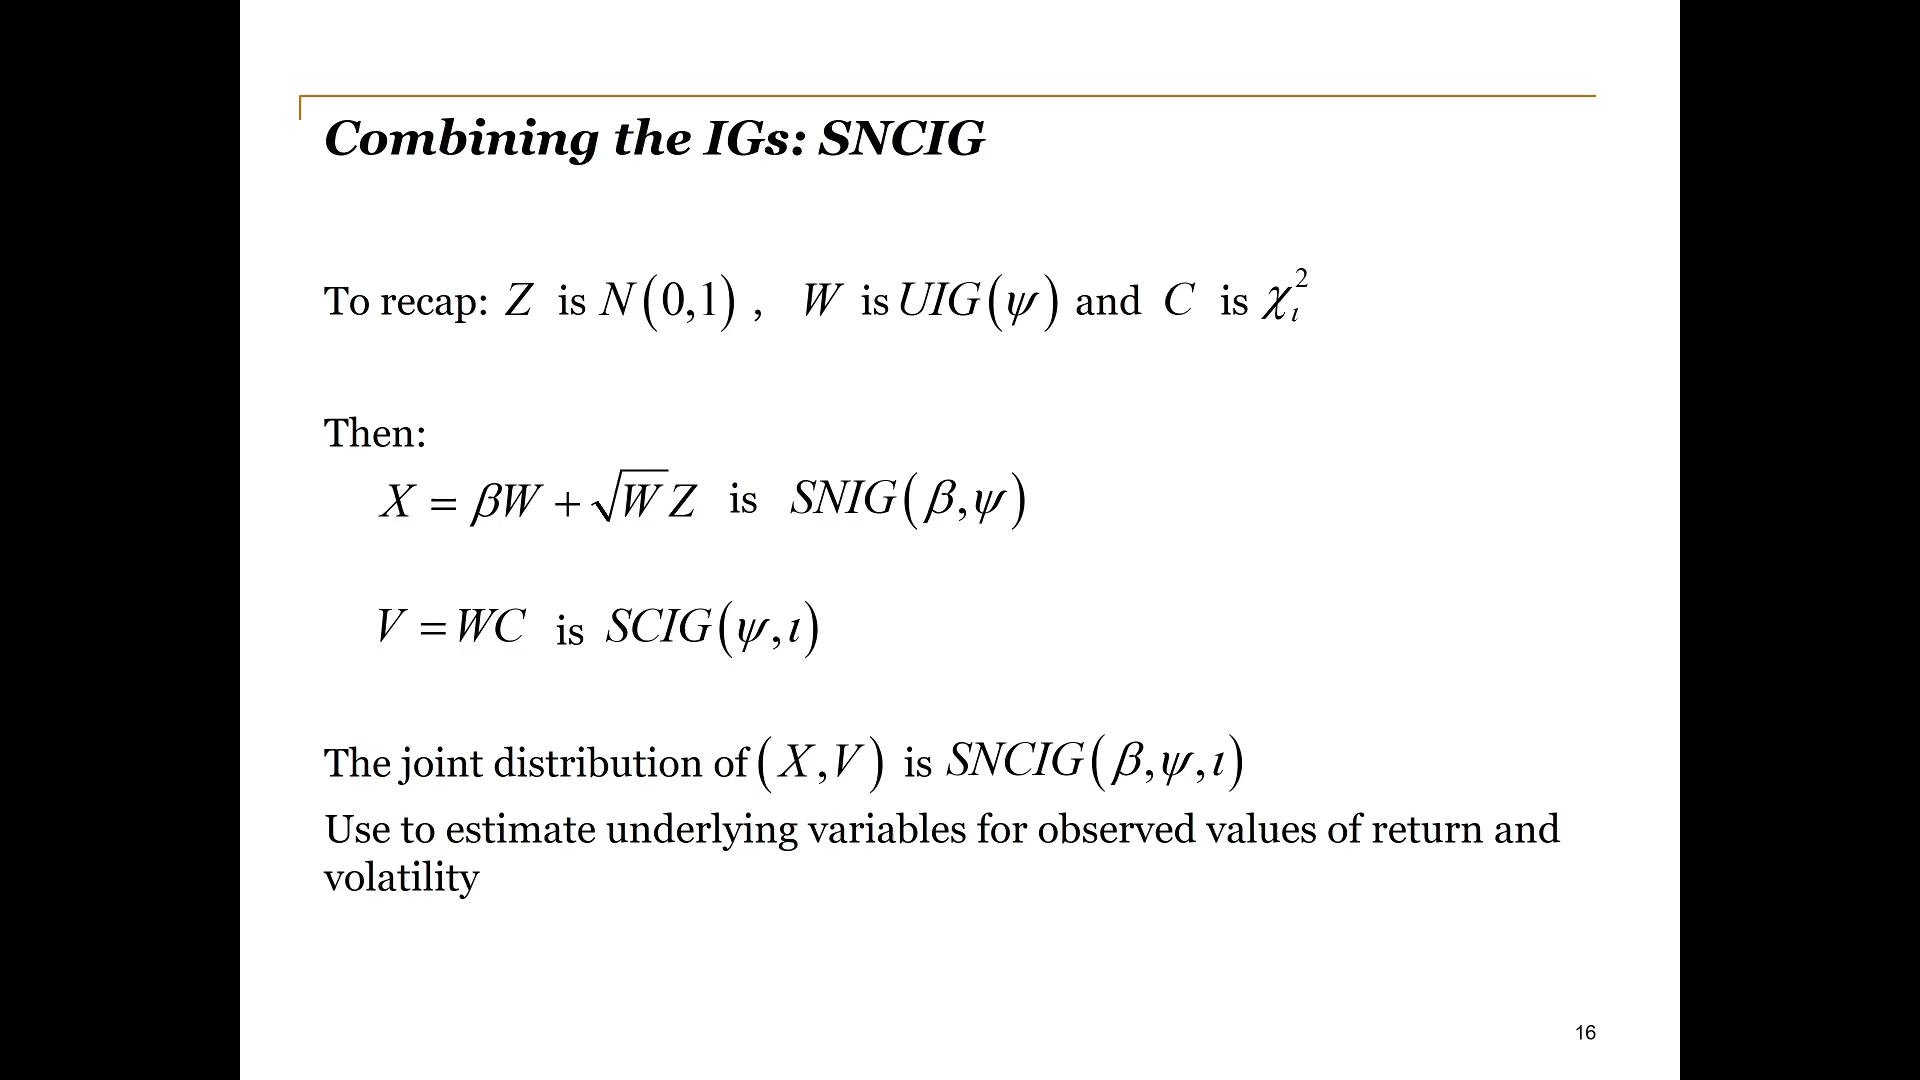 Combining the IGs: SNCIG
To recap: Z is N(0,1) , W is UIG(ψ) and C is χ²ᵢ
Then:
X = βW + √W Z is SNIG(β,ψ)
V = WC is SCIG(ψ,ι)
The joint distribution of (X,V) is SNCIG(β,ψ,ι)
Use to estimate underlying variables for observed values of return and
volatility
16